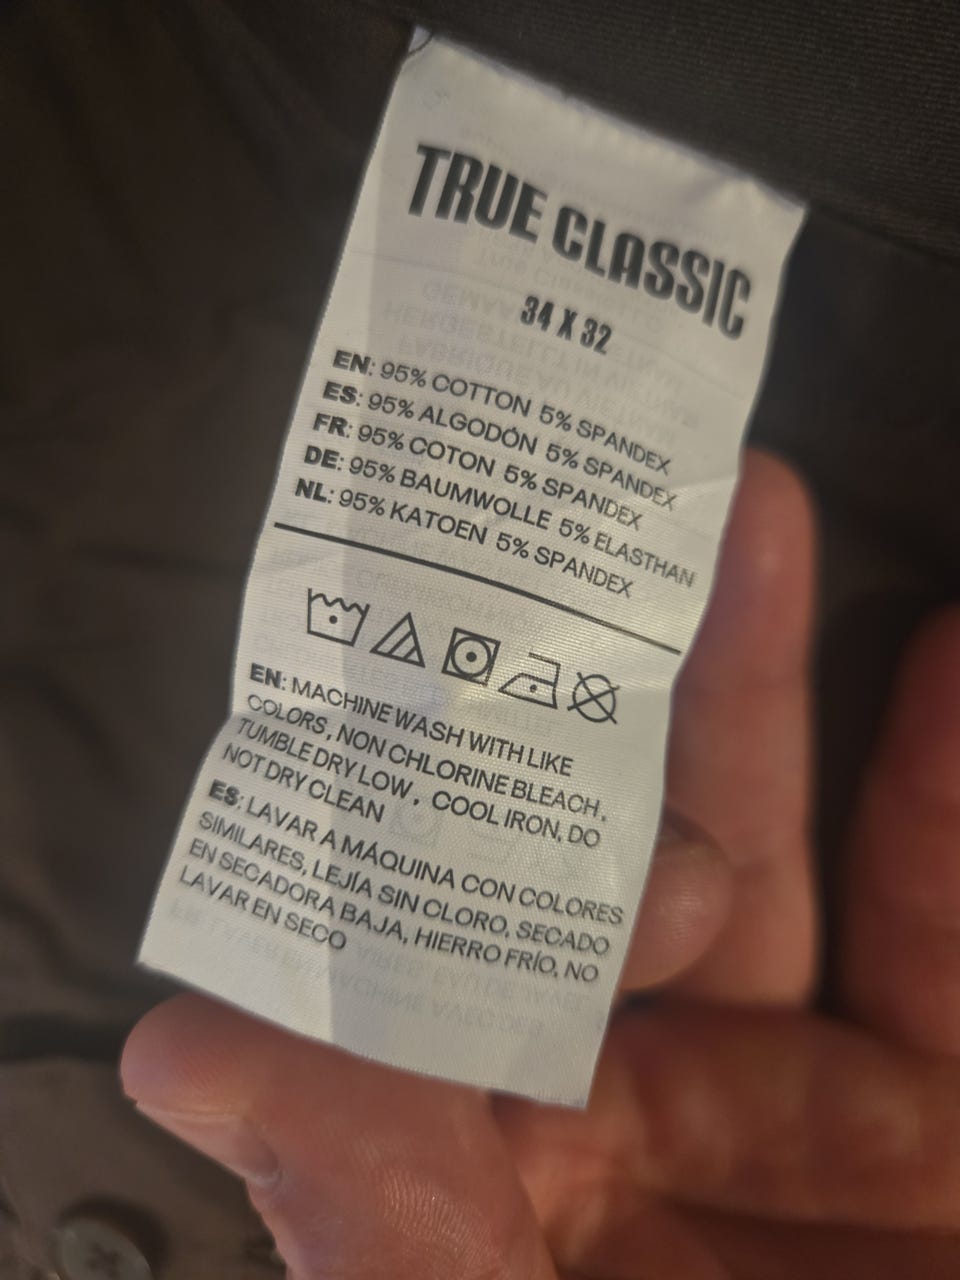 TRUE CLASSIC
34 X 32
EN: 95% COTTON 5% SPANDEX
ES: 95% ALGODÓN 5% SPANDEX
FR: 95% COTON 5% SPANDEX
DE: 95% BAUMWOLLE 5% ELASTHAN
NL: 95% KATOEN 5% SPANDEX
EN: MACHINE WASH WITH LIKE
COLORS, NON CHLORINE BLEACH,
TUMBLE DRY LOW, COOL IRON, DO
NOT DRY CLEAN
ES: LAVAR A MÁQUINA CON COLORES
SIMILARES, LEJÍA SIN CLORO, SECADO
EN SECADORA BAJA, HIERRO FRÍO, NO
LAVAR EN SECO